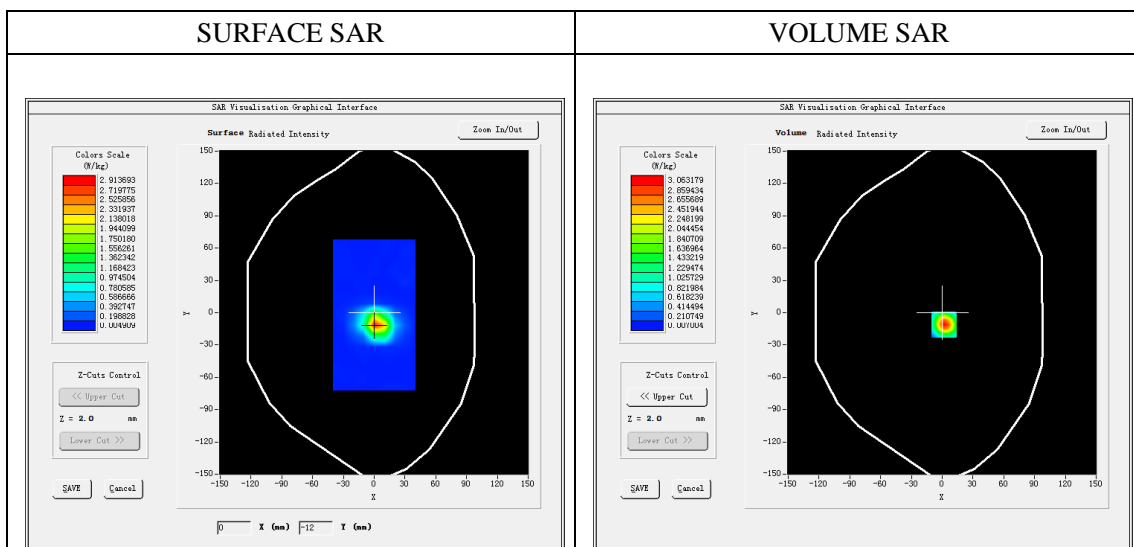 SURFACE SAR
VOLUME SAR
SAR Visualisation Graphical Interface
Surface Radiated Intensity
Zoom In/Out
Colors Scale
(W/kg)
2.913693
2.719775
2.525856
2.331937
2.138018
1.944099
1.750180
1.556261
1.362342
1.168423
0.974504
0.780585
0.586666
0.392747
0.198828
0.004909
Z-Cuts Control
<< Upper Cut
Z = 2.0 mm
Lower Cut >>
SAVE
Cancel
150
120
90
60
30
0
-30
-60
-90
-120
-150
Y
-150 -120 -90 -60 -30 0 30 60 90 120 150
X
0 X (mm) -12 Y (mm)
SAR Visualisation Graphical Interface
Volume Radiated Intensity
Zoom In/Out
Colors Scale
(W/kg)
3.063179
2.859434
2.655689
2.451944
2.248199
2.044454
1.840709
1.636964
1.433219
1.229474
1.025729
0.821984
0.618239
0.414494
0.210749
0.007004
Z-Cuts Control
<< Upper Cut
Z = 2.0 mm
Lower Cut >>
SAVE
Cancel
150
120
90
60
30
0
-30
-60
-90
-120
-150
Y
-150 -120 -90 -60 -30 0 30 60 90 120 150
X